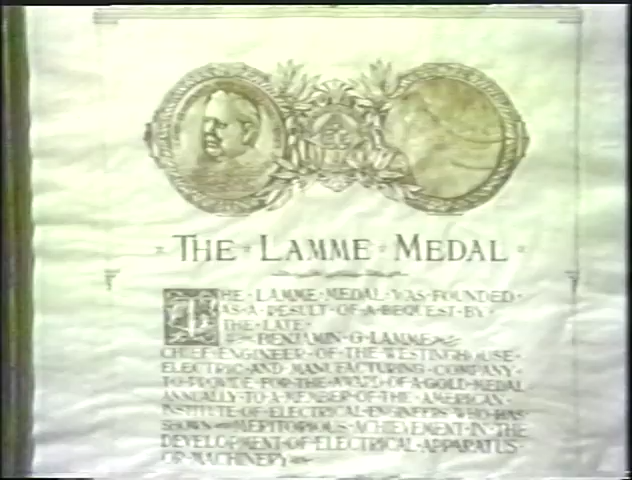 THE LAMME MEDAL
THE · LAMME · MEDAL · WAS · FOUNDED ·
AS · A · RESULT · OF · A · BEQUEST · BY ·
THE · LATE ·
BENJAMIN · G · LAMME
CHIEF · ENGINEER · OF · THE · WESTINGHOUSE ·
ELECTRIC · AND · MANUFACTURING · COMPANY ·
TO · PROVIDE · FOR · THE · AWARD · OF · A · GOLD · MEDAL
ANNUALLY · TO · A · MEMBER · OF · THE · AMERICAN ·
INSTITUTE · OF · ELECTRICAL · ENGINEERS · WHO · HAS
SHOWN MERITORIOUS · ACHIEVEMENT · IN · THE
DEVELOPMENT · OF · ELECTRICAL · APPARATUS ·
OR · MACHINERY